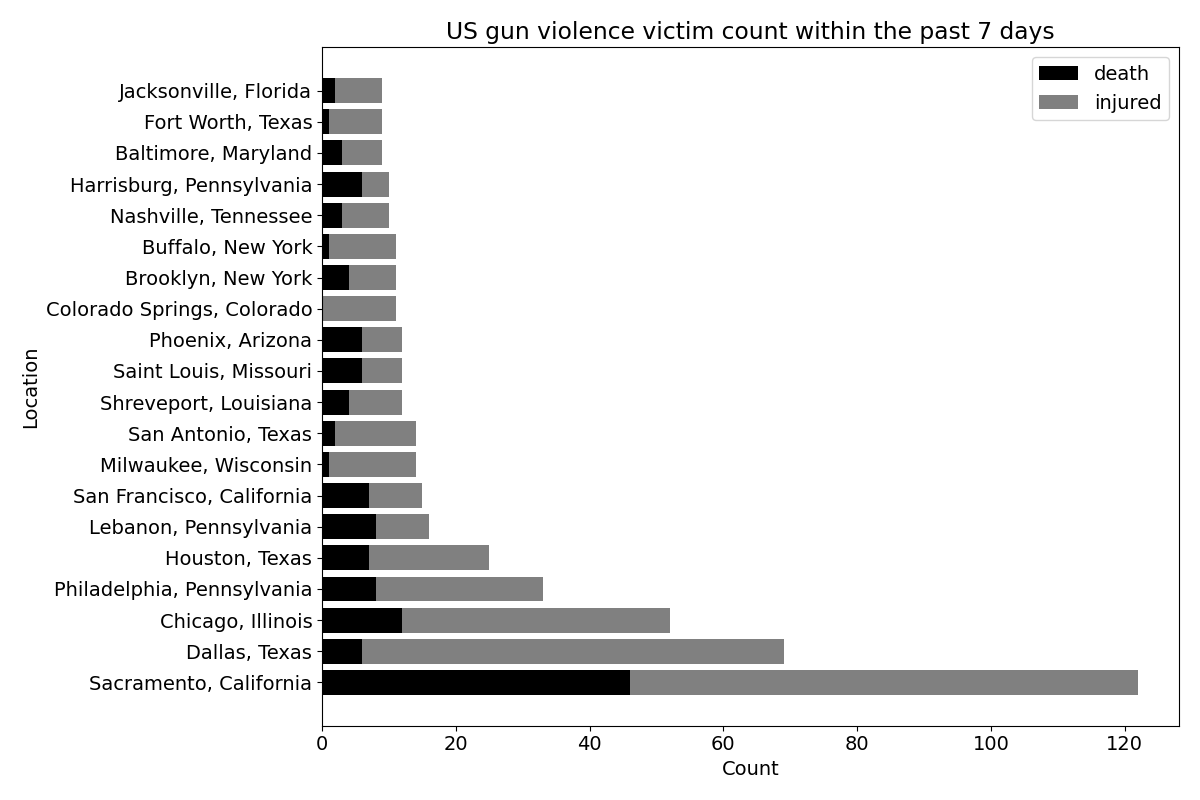 US gun violence victim count within the past 7 days
death
injured
Jacksonville, Florida
Fort Worth, Texas
Baltimore, Maryland
Harrisburg, Pennsylvania
Nashville, Tennessee
Buffalo, New York
Brooklyn, New York
Colorado Springs, Colorado
Phoenix, Arizona
Saint Louis, Missouri
Shreveport, Louisiana
San Antonio, Texas
Milwaukee, Wisconsin
San Francisco, California
Lebanon, Pennsylvania
Houston, Texas
Philadelphia, Pennsylvania
Chicago, Illinois
Dallas, Texas
Sacramento, California
Location
0 20 40 60 80 100 120
Count